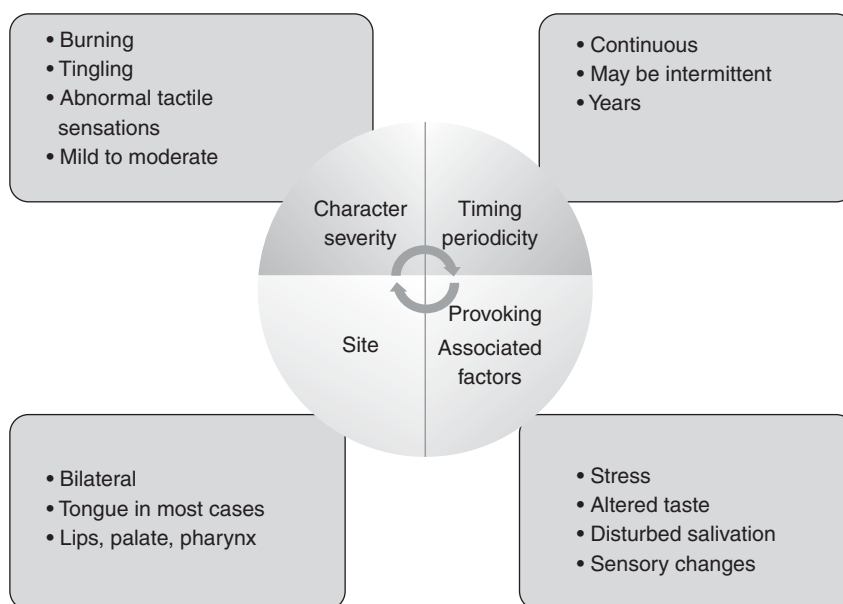 • Burning
• Tingling
• Abnormal tactile
sensations
• Mild to moderate
• Continuous
• May be intermittent
• Years
Character
severity
Timing
periodicity
Site
Provoking
Associated
factors
• Bilateral
• Tongue in most cases
• Lips, palate, pharynx
• Stress
• Altered taste
• Disturbed salivation
• Sensory changes